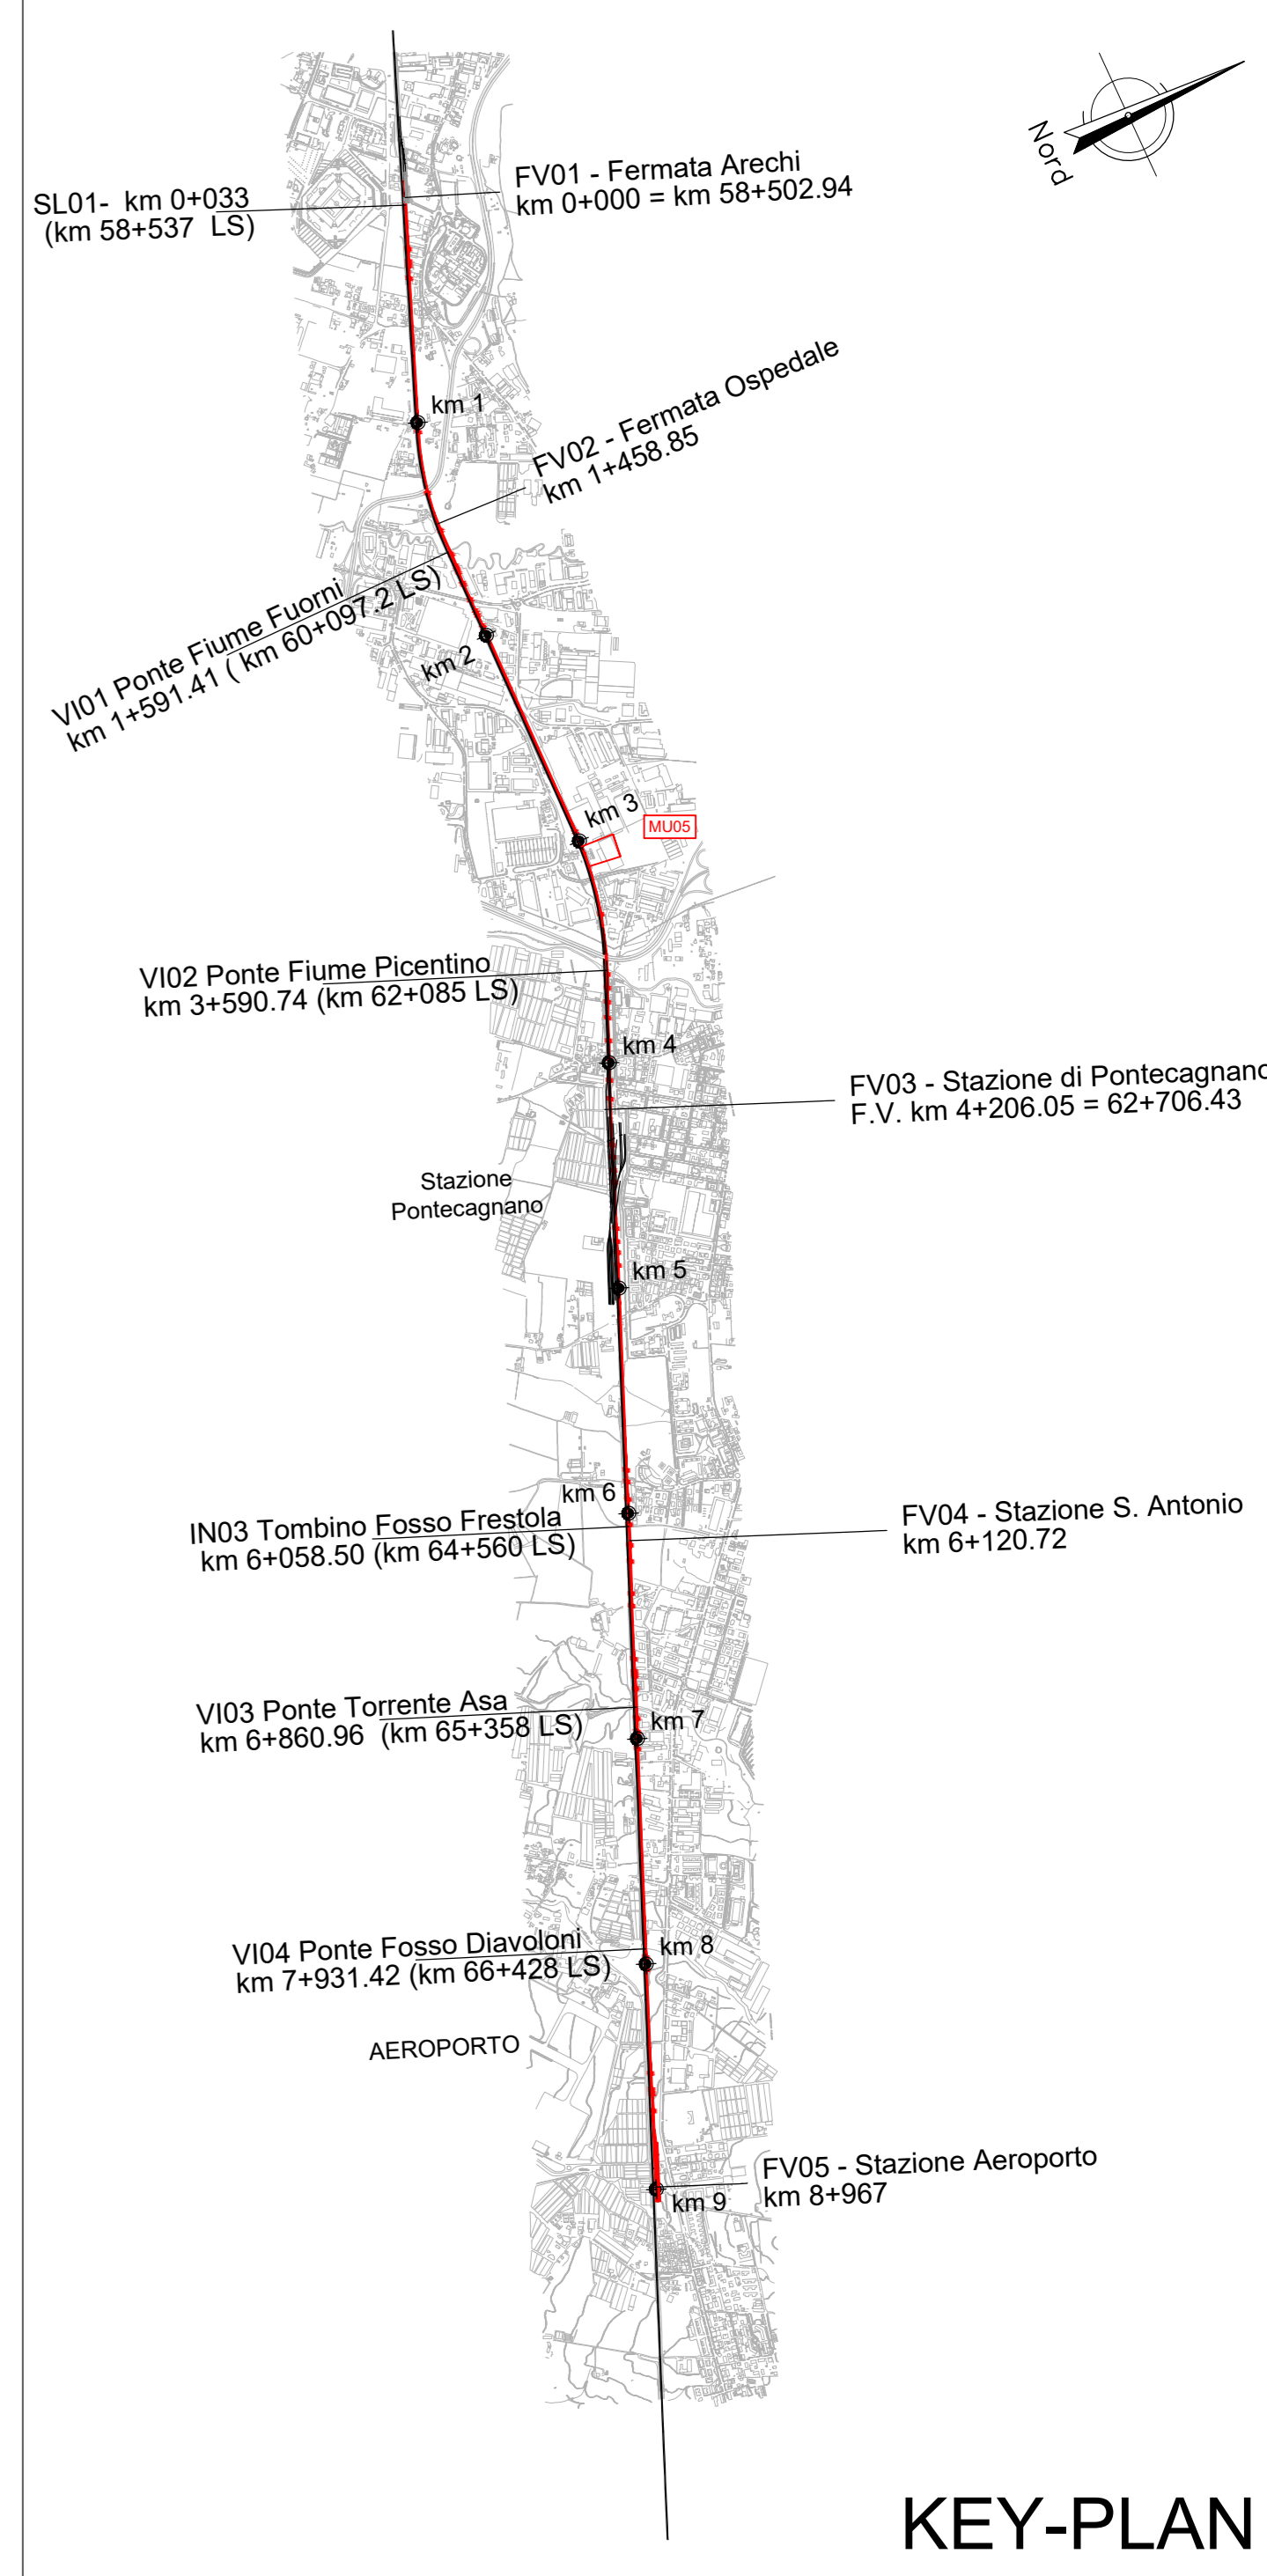 Nord
FV01 - Fermata Arechi
km 0+000 = km 58+502.94
SL01- km 0+033
(km 58+537 LS)
km 1
FV02 - Fermata Ospedale
km 1+458.85
VI01 Ponte Fiume Fuorni
km 1+591.41 ( km 60+097.2 LS)
km 2
km 3
MU05
VI02 Ponte Fiume Picentino
km 3+590.74 (km 62+085 LS)
km 4
FV03 - Stazione di Pontecagnano
F.V. km 4+206.05 = 62+706.43
Stazione
Pontecagnano
km 5
km 6
IN03 Tombino Fosso Frestola
km 6+058.50 (km 64+560 LS)
FV04 - Stazione S. Antonio
km 6+120.72
VI03 Ponte Torrente Asa
km 6+860.96 (km 65+358 LS)
km 7
VI04 Ponte Fosso Diavoloni
km 7+931.42 (km 66+428 LS)
km 8
AEROPORTO
FV05 - Stazione Aeroporto
km 8+967
km 9
KEY-PLAN